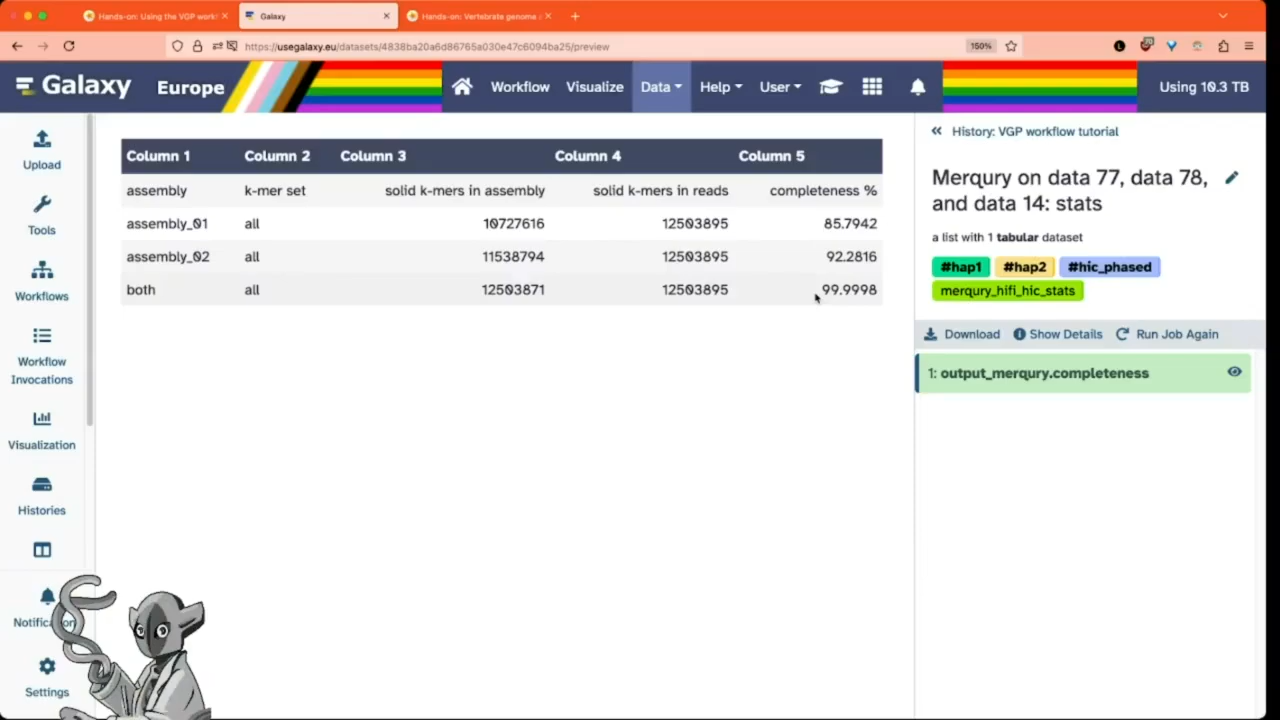 Hands-on: Using the VGP work
Galaxy
Hands-on: Vertebrate genome
https://usegalaxy.eu/datasets/4838ba20a6d86765a030e47c6094ba25/preview
150%
Galaxy Europe
Workflow Visualize Data Help User
Using 10.3 TB
Upload
Tools
Workflows
Workflow
Invocations
Visualization
Histories
Settings
Column 1 Column 2 Column 3 Column 4 Column 5
assembly k-mer set solid k-mers in assembly solid k-mers in reads completeness %
assembly_01 all 10727616 12503895 85.7942
assembly_02 all 11538794 12503895 92.2816
both all 12503871 12503895 99.9998
« History: VGP workflow tutorial
Merqury on data 77, data 78,
and data 14: stats
a list with 1 tabular dataset
#hap1 #hap2 #hic_phased
merqury_hifi_hic_stats
Download Show Details Run Job Again
1: output_merqury.completeness